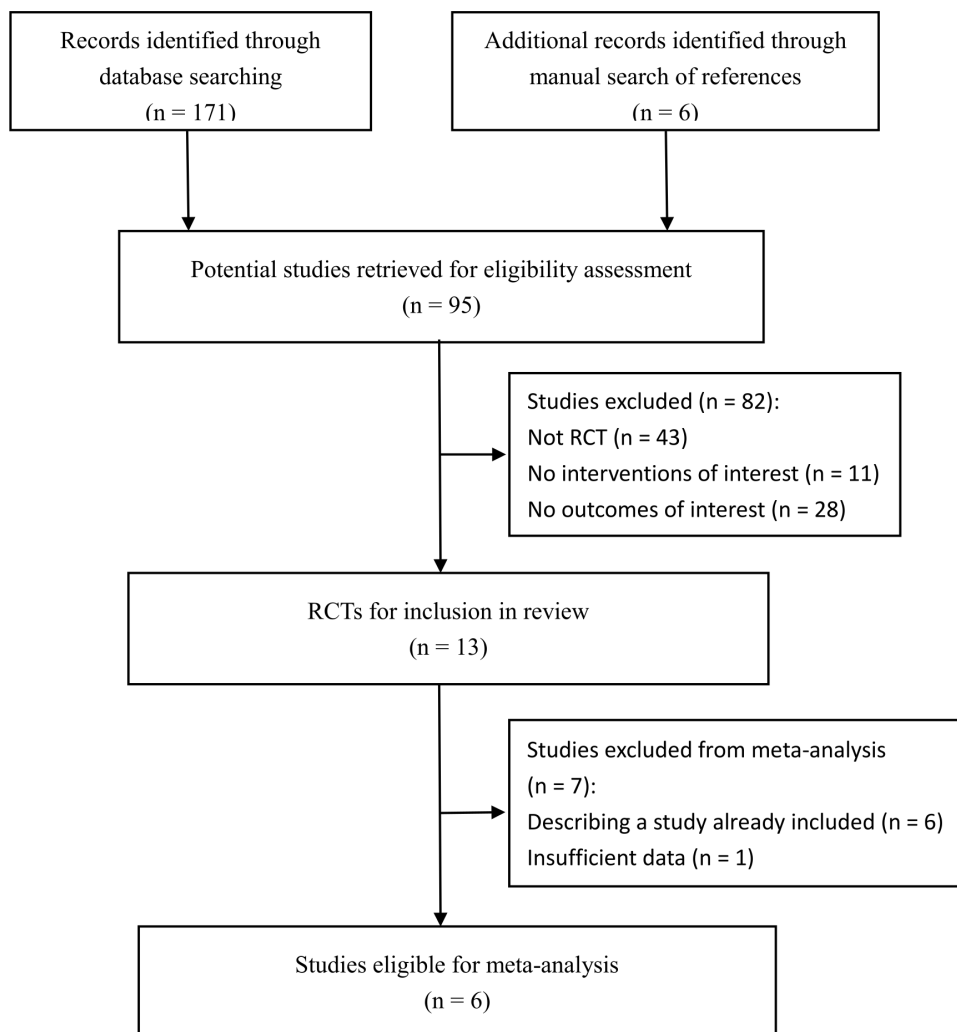 Records identified through
database searching
(n = 171)
Additional records identified through
manual search of references
(n = 6)
Potential studies retrieved for eligibility assessment
(n = 95)
Studies excluded (n = 82):
Not RCT (n = 43)
No interventions of interest (n = 11)
No outcomes of interest (n = 28)
RCTs for inclusion in review
(n = 13)
Studies excluded from meta-analysis
(n = 7):
Describing a study already included (n = 6)
Insufficient data (n = 1)
Studies eligible for meta-analysis
(n = 6)